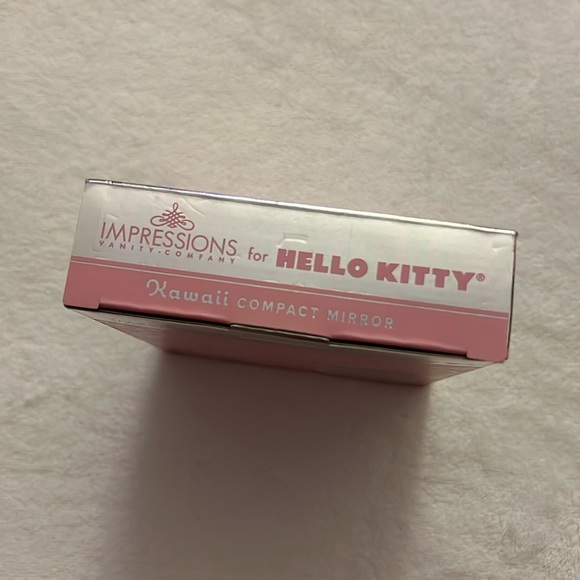 IMPRESSIONS
VANITY • COMPANY
for HELLO KITTY®
Kawaii COMPACT MIRROR